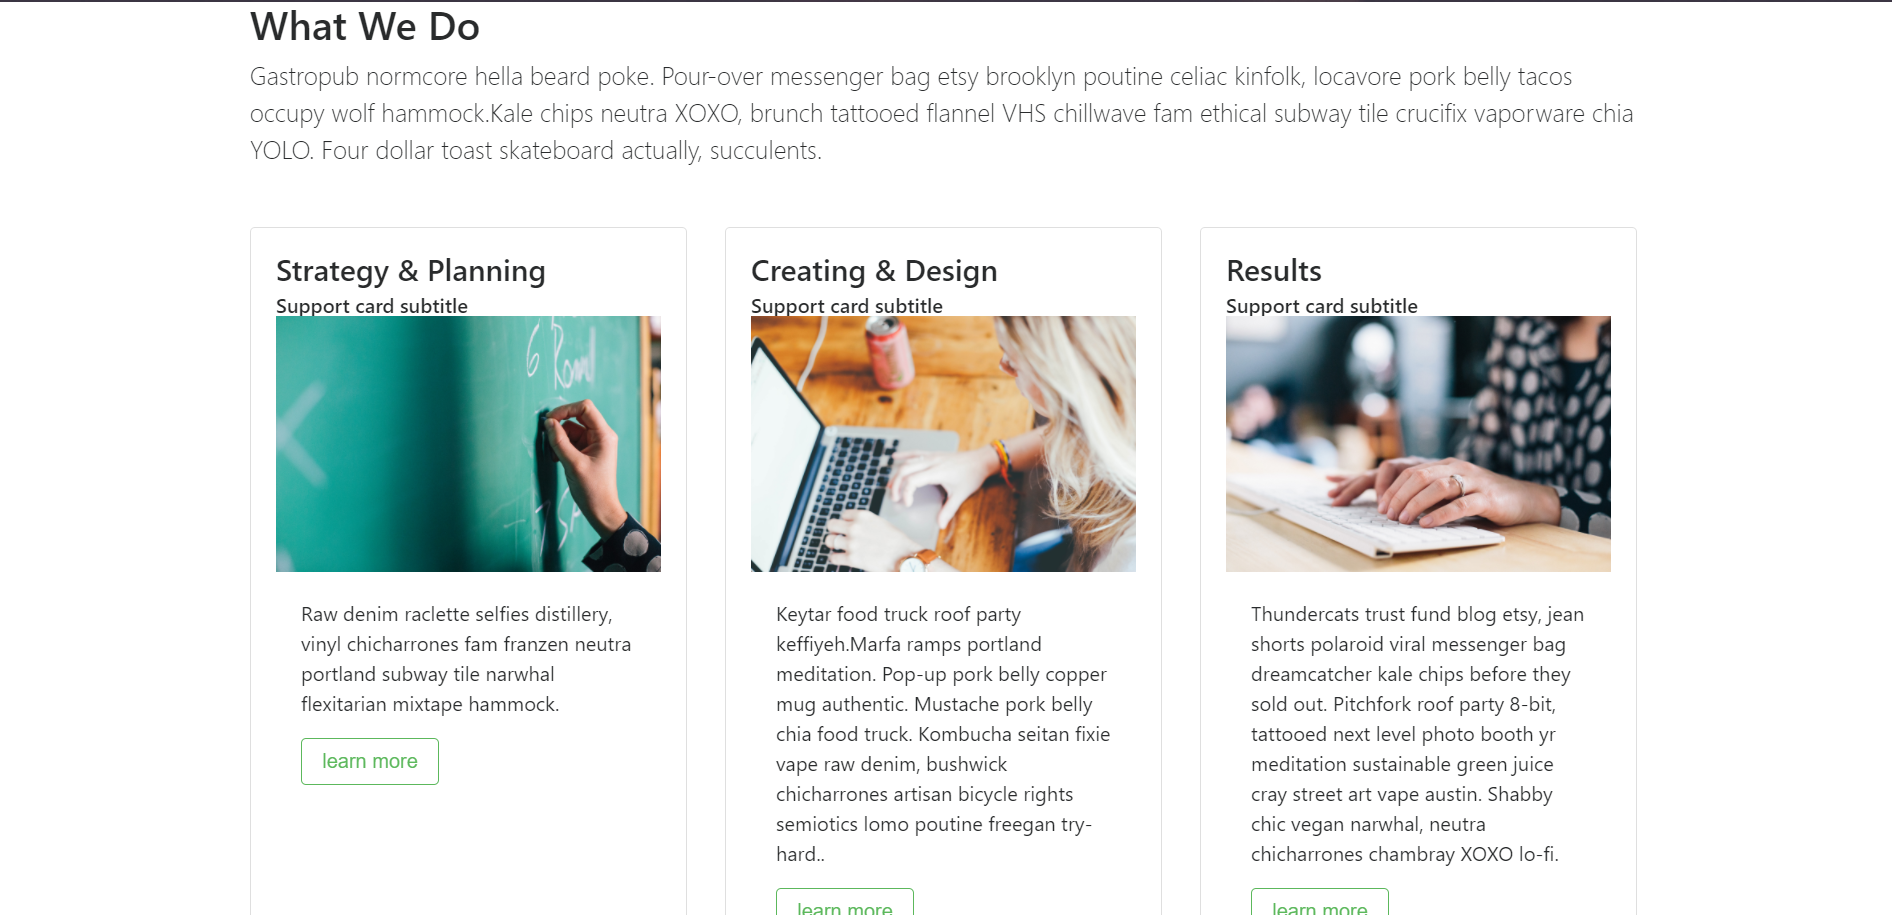 What We Do
Gastropub normcore hella beard poke. Pour-over messenger bag etsy brooklyn poutine celiac kinfolk, locavore pork belly tacos
occupy wolf hammock.Kale chips neutra XOXO, brunch tattooed flannel VHS chillwave fam ethical subway tile crucifix vaporware chia
YOLO. Four dollar toast skateboard actually, succulents.
Strategy & Planning
Support card subtitle
6
Raw denim raclette selfies distillery,
vinyl chicharrones fam franzen neutra
portland subway tile narwhal
flexitarian mixtape hammock.
learn more
Creating & Design
Support card subtitle
Keytar food truck roof party
keffiyeh.Marfa ramps portland
meditation. Pop-up pork belly copper
mug authentic. Mustache pork belly
chia food truck. Kombucha seitan fixie
vape raw denim, bushwick
chicharrones artisan bicycle rights
semiotics lomo poutine freegan try-
hard..
learn more
Results
Support card subtitle
Thundercats trust fund blog etsy, jean
shorts polaroid viral messenger bag
dreamcatcher kale chips before they
sold out. Pitchfork roof party 8-bit,
tattooed next level photo booth yr
meditation sustainable green juice
cray street art vape austin. Shabby
chic vegan narwhal, neutra
chicharrones chambray XOXO lo-fi.
learn more